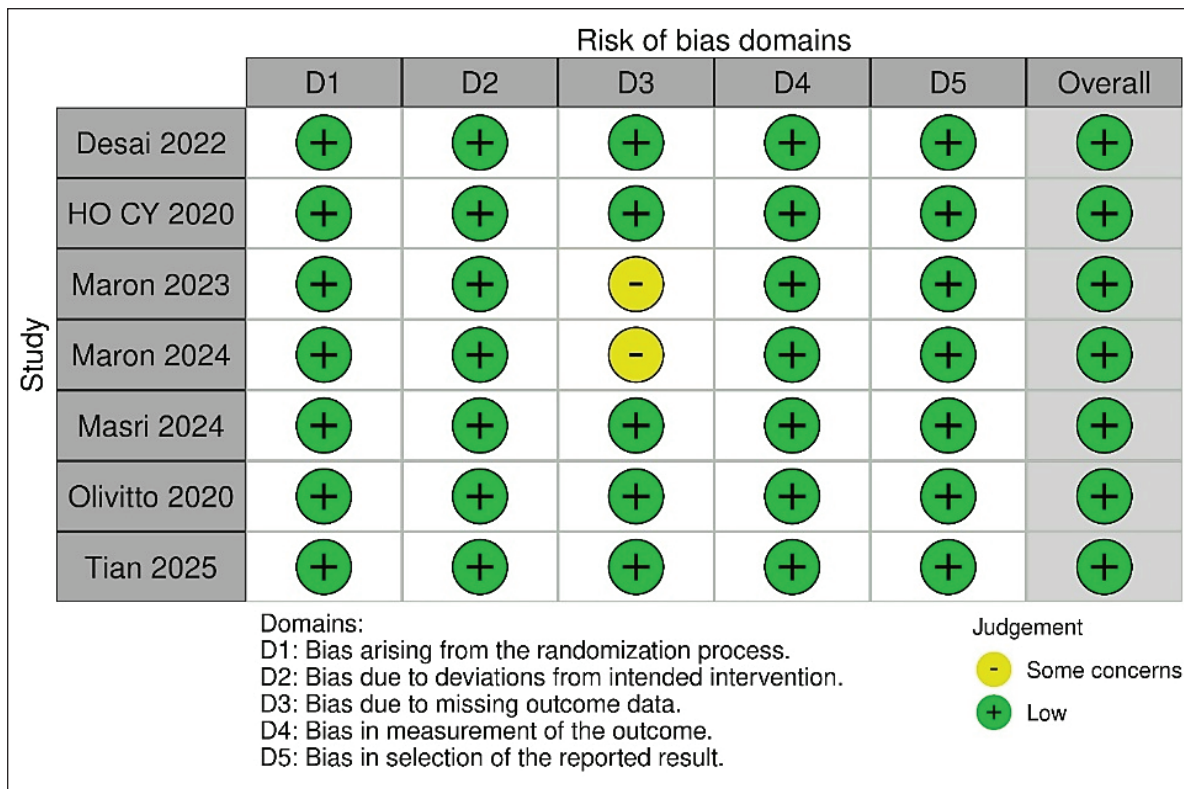 Risk of bias domains
D1 D2 D3 D4 D5 Overall
Study
Desai 2022 + + + + + +
HO CY 2020 + + + + + +
Maron 2023 + + - + + +
Maron 2024 + + - + + +
Masri 2024 + + + + + +
Olivitto 2020 + + + + + +
Tian 2025 + + + + + +
Domains:
D1: Bias arising from the randomization process.
D2: Bias due to deviations from intended intervention.
D3: Bias due to missing outcome data.
D4: Bias in measurement of the outcome.
D5: Bias in selection of the reported result.
Judgement
- Some concerns
+ Low